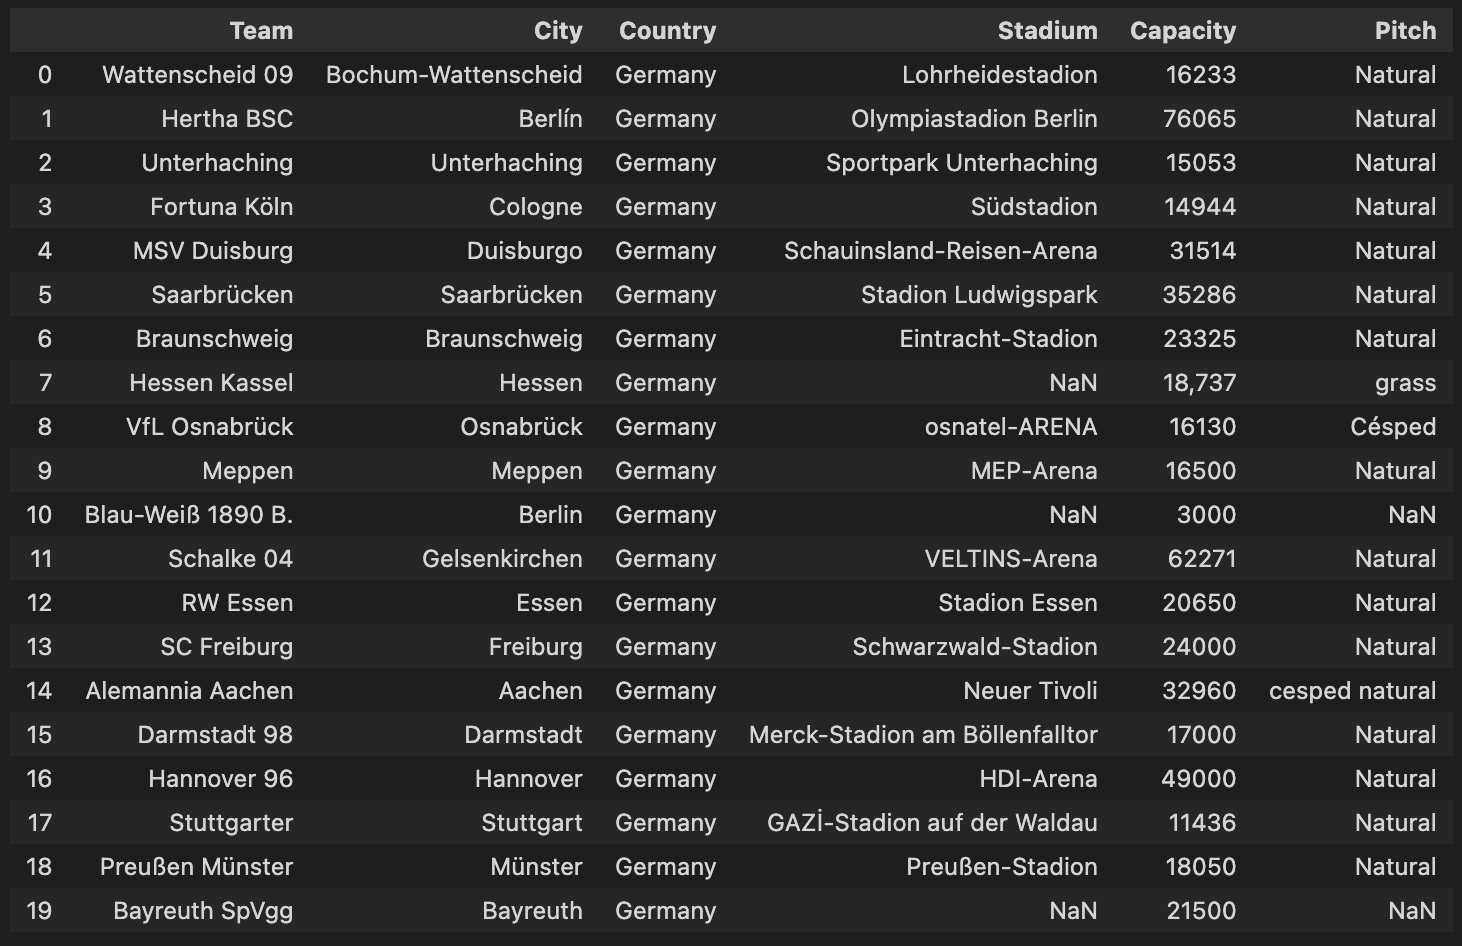 Team City Country Stadium Capacity Pitch
0 Wattenscheid 09 Bochum-Wattenscheid Germany Lohrheidestadion 16233 Natural
1 Hertha BSC Berlín Germany Olympiastadion Berlin 76065 Natural
2 Unterhaching Unterhaching Germany Sportpark Unterhaching 15053 Natural
3 Fortuna Köln Cologne Germany Südstadion 14944 Natural
4 MSV Duisburg Duisburgo Germany Schauinsland-Reisen-Arena 31514 Natural
5 Saarbrücken Saarbrücken Germany Stadion Ludwigspark 35286 Natural
6 Braunschweig Braunschweig Germany Eintracht-Stadion 23325 Natural
7 Hessen Kassel Hessen Germany NaN 18,737 grass
8 VfL Osnabrück Osnabrück Germany osnatel-ARENA 16130 Césped
9 Meppen Meppen Germany MEP-Arena 16500 Natural
10 Blau-Weiß 1890 B. Berlin Germany NaN 3000 NaN
11 Schalke 04 Gelsenkirchen Germany VELTINS-Arena 62271 Natural
12 RW Essen Essen Germany Stadion Essen 20650 Natural
13 SC Freiburg Freiburg Germany Schwarzwald-Stadion 24000 Natural
14 Alemannia Aachen Aachen Germany Neuer Tivoli 32960 cesped natural
15 Darmstadt 98 Darmstadt Germany Merck-Stadion am Böllenfalltor 17000 Natural
16 Hannover 96 Hannover Germany HDI-Arena 49000 Natural
17 Stuttgarter Stuttgart Germany GAZİ-Stadion auf der Waldau 11436 Natural
18 Preußen Münster Münster Germany Preußen-Stadion 18050 Natural
19 Bayreuth SpVgg Bayreuth Germany NaN 21500 NaN